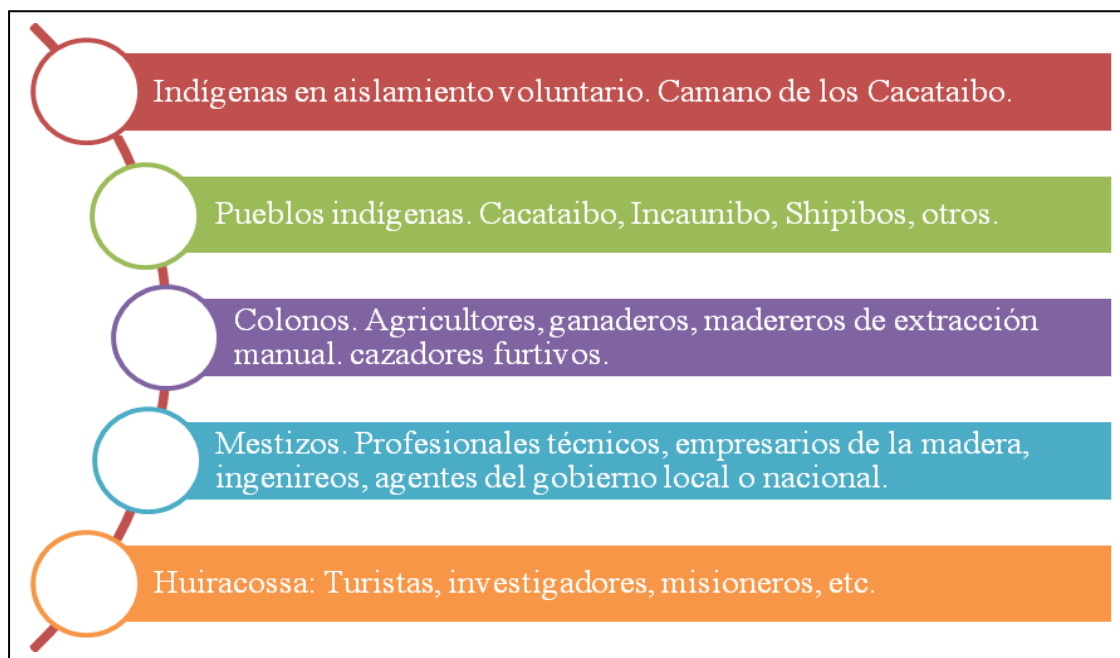 Indígenas en aislamiento voluntario. Camano de los Cacataibo.
Pueblos indígenas. Cacataibo, Incaunibo, Shipibos, otros.
Colonos. Agricultores, ganaderos, madereros de extracción
manual. cazadores furtivos.
Mestizos. Profesionales técnicos, empresarios de la madera,
ingenireos, agentes del gobierno local o nacional.
Huiracossa: Turistas, investigadores, misioneros, etc.